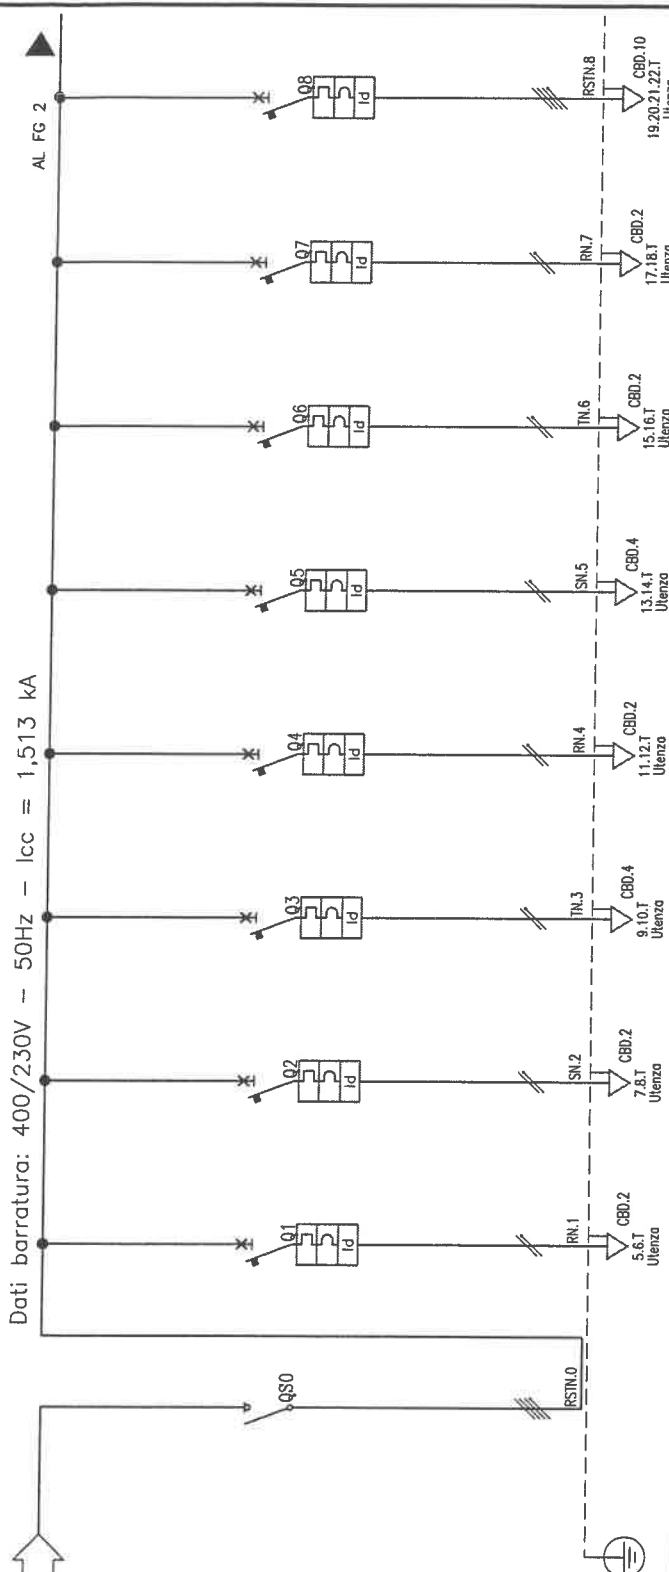 Dati barratura: 400/230V - 50Hz - Icc = 1,513 kA
AL FG 2
QS0
RSTN.0
Q1
Id
RN.1
CBD.2
5.6.T
Utenza
Q2
Id
SN.2
CBD.2
7.8.T
Utenza
Q3
Id
TN.3
CBD.4
9.10.T
Utenza
Q4
Id
RN.4
CBD.2
11.12.T
Utenza
Q5
Id
SN.5
CBD.4
13.14.T
Utenza
Q6
Id
TN.6
CBD.2
15.16.T
Utenza
Q7
Id
RN.7
CBD.2
17.18.T
Utenza
Q8
Id
RSTN.8
CBD.10
19.20.21.22.T
Utenza